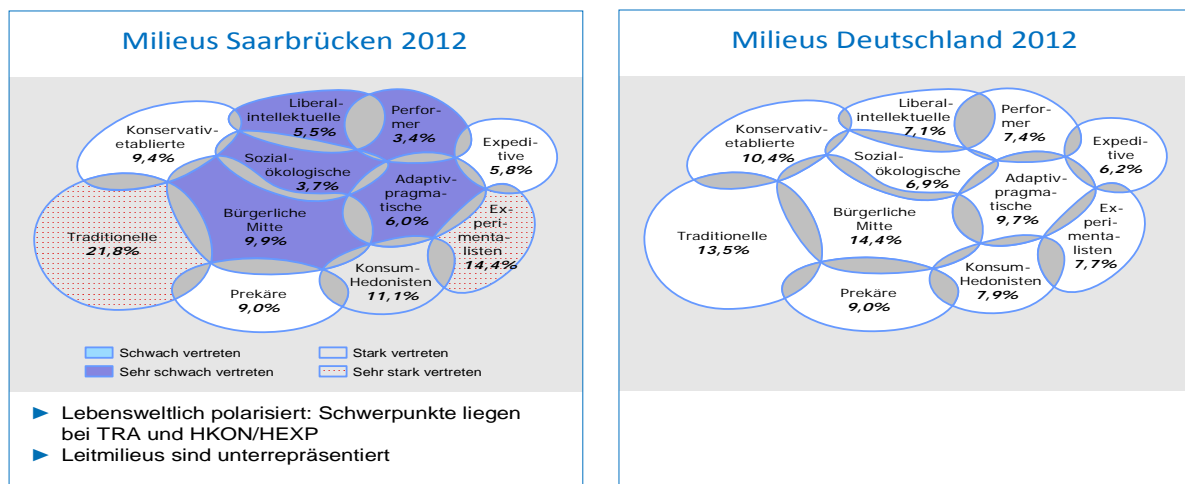 Milieus Saarbrücken 2012
Liberal-
intellektuelle
5,5%
Perfor-
mer
3,4%
Konservativ-
etablierte
9,4%
Expedi-
tive
5,8%
Sozial-
ökologische
3,7%
Adaptiv-
pragma-
tische
6,0%
Bürgerliche
Mitte
9,9%
Traditionelle
21,8%
Ex-
peri-
menta-
listen
14,4%
Konsum-
Hedonisten
11,1%
Prekäre
9,0%
Schwach vertreten
Stark vertreten
Sehr schwach vertreten
Sehr stark vertreten
► Lebensweltlich polarisiert: Schwerpunkte liegen
bei TRA und HKON/HEXP
► Leitmilieus sind unterrepräsentiert
Milieus Deutschland 2012
Liberal-
intellektuelle
7,1%
Perfor-
mer
7,4%
Konservativ-
etablierte
10,4%
Expedi-
tive
6,2%
Sozial-
ökologische
6,9%
Adaptiv-
pragma-
tische
9,7%
Bürgerliche
Mitte
14,4%
Traditionelle
13,5%
Ex-
peri-
menta-
listen
7,7%
Konsum-
Hedonisten
7,9%
Prekäre
9,0%